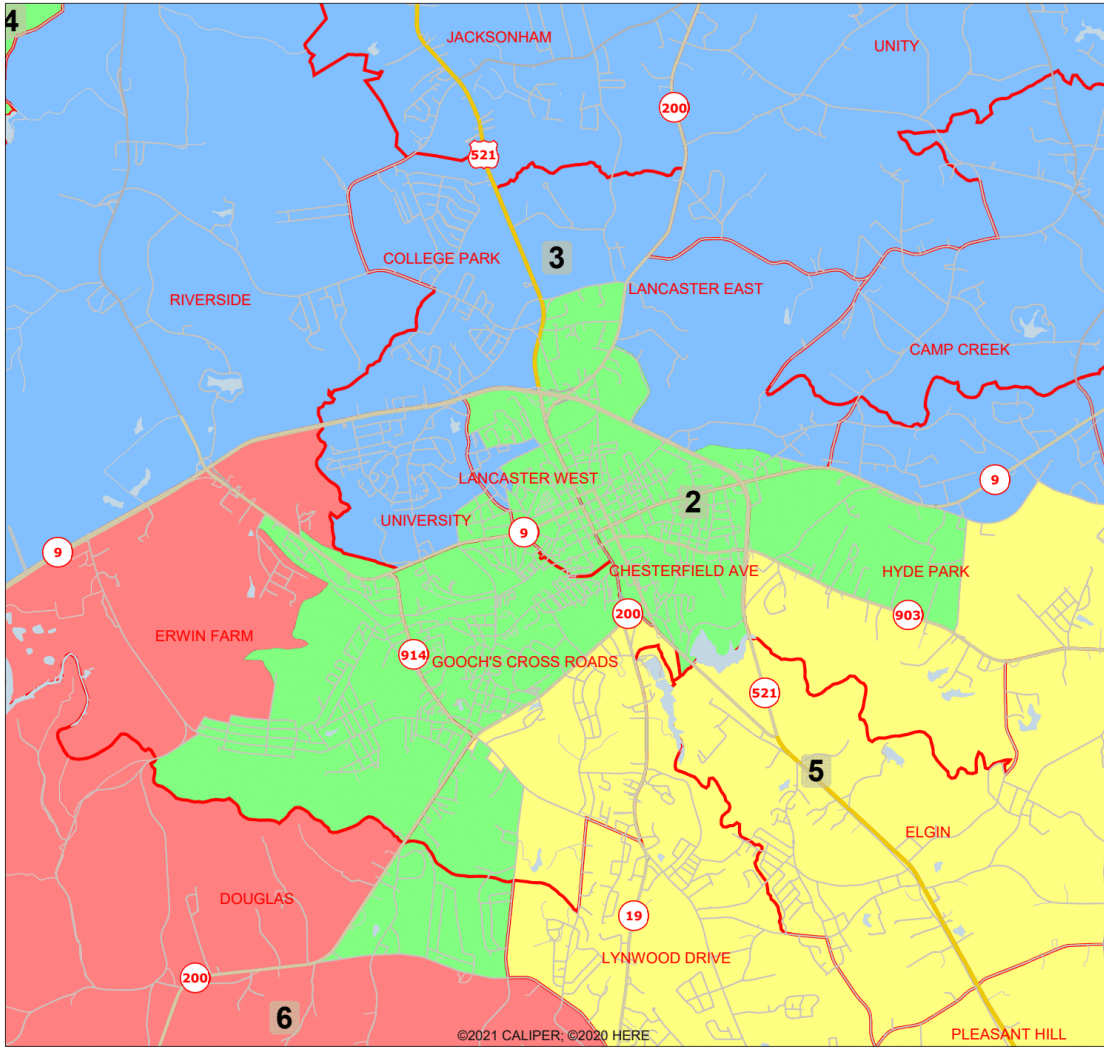 4
JACKSONHAM
UNITY
200
521
COLLEGE PARK
3
RIVERSIDE
LANCASTER EAST
CAMP CREEK
LANCASTER WEST
9
2
UNIVERSITY
9
9
CHESTERFIELD AVE
HYDE PARK
200
903
ERWIN FARM
914
GOOCH'S CROSS ROADS
521
5
ELGIN
DOUGLAS
19
LYNWOOD DRIVE
200
6
©2021 CALIPER; ©2020 HERE
PLEASANT HILL